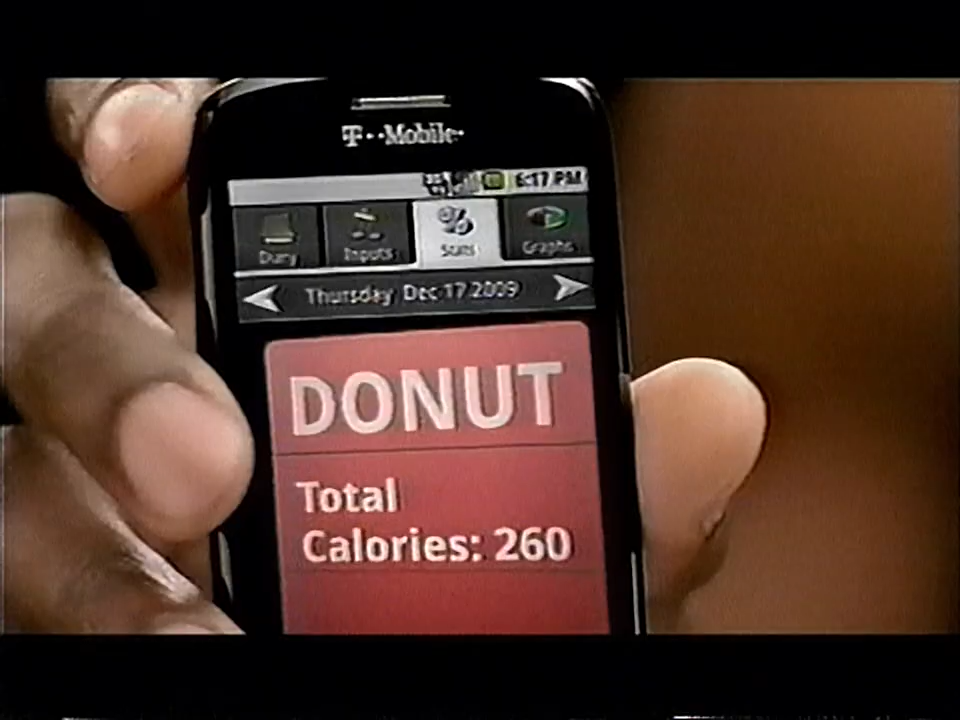 T··Mobile·
6:17 PM
Diary Inputs Stats Graphs
Thursday Dec 17 2009
DONUT
Total
Calories: 260